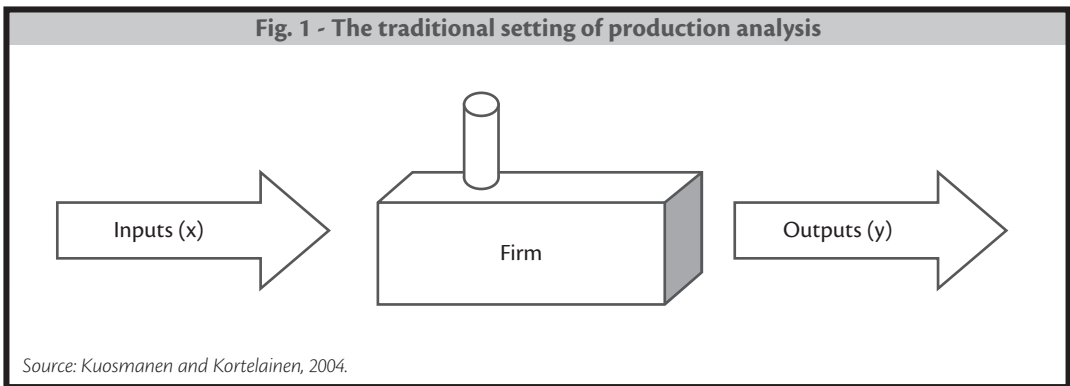 Fig. 1 - The traditional setting of production analysis
Inputs (x)
Firm
Outputs (y)
Source: Kuosmanen and Kortelainen, 2004.